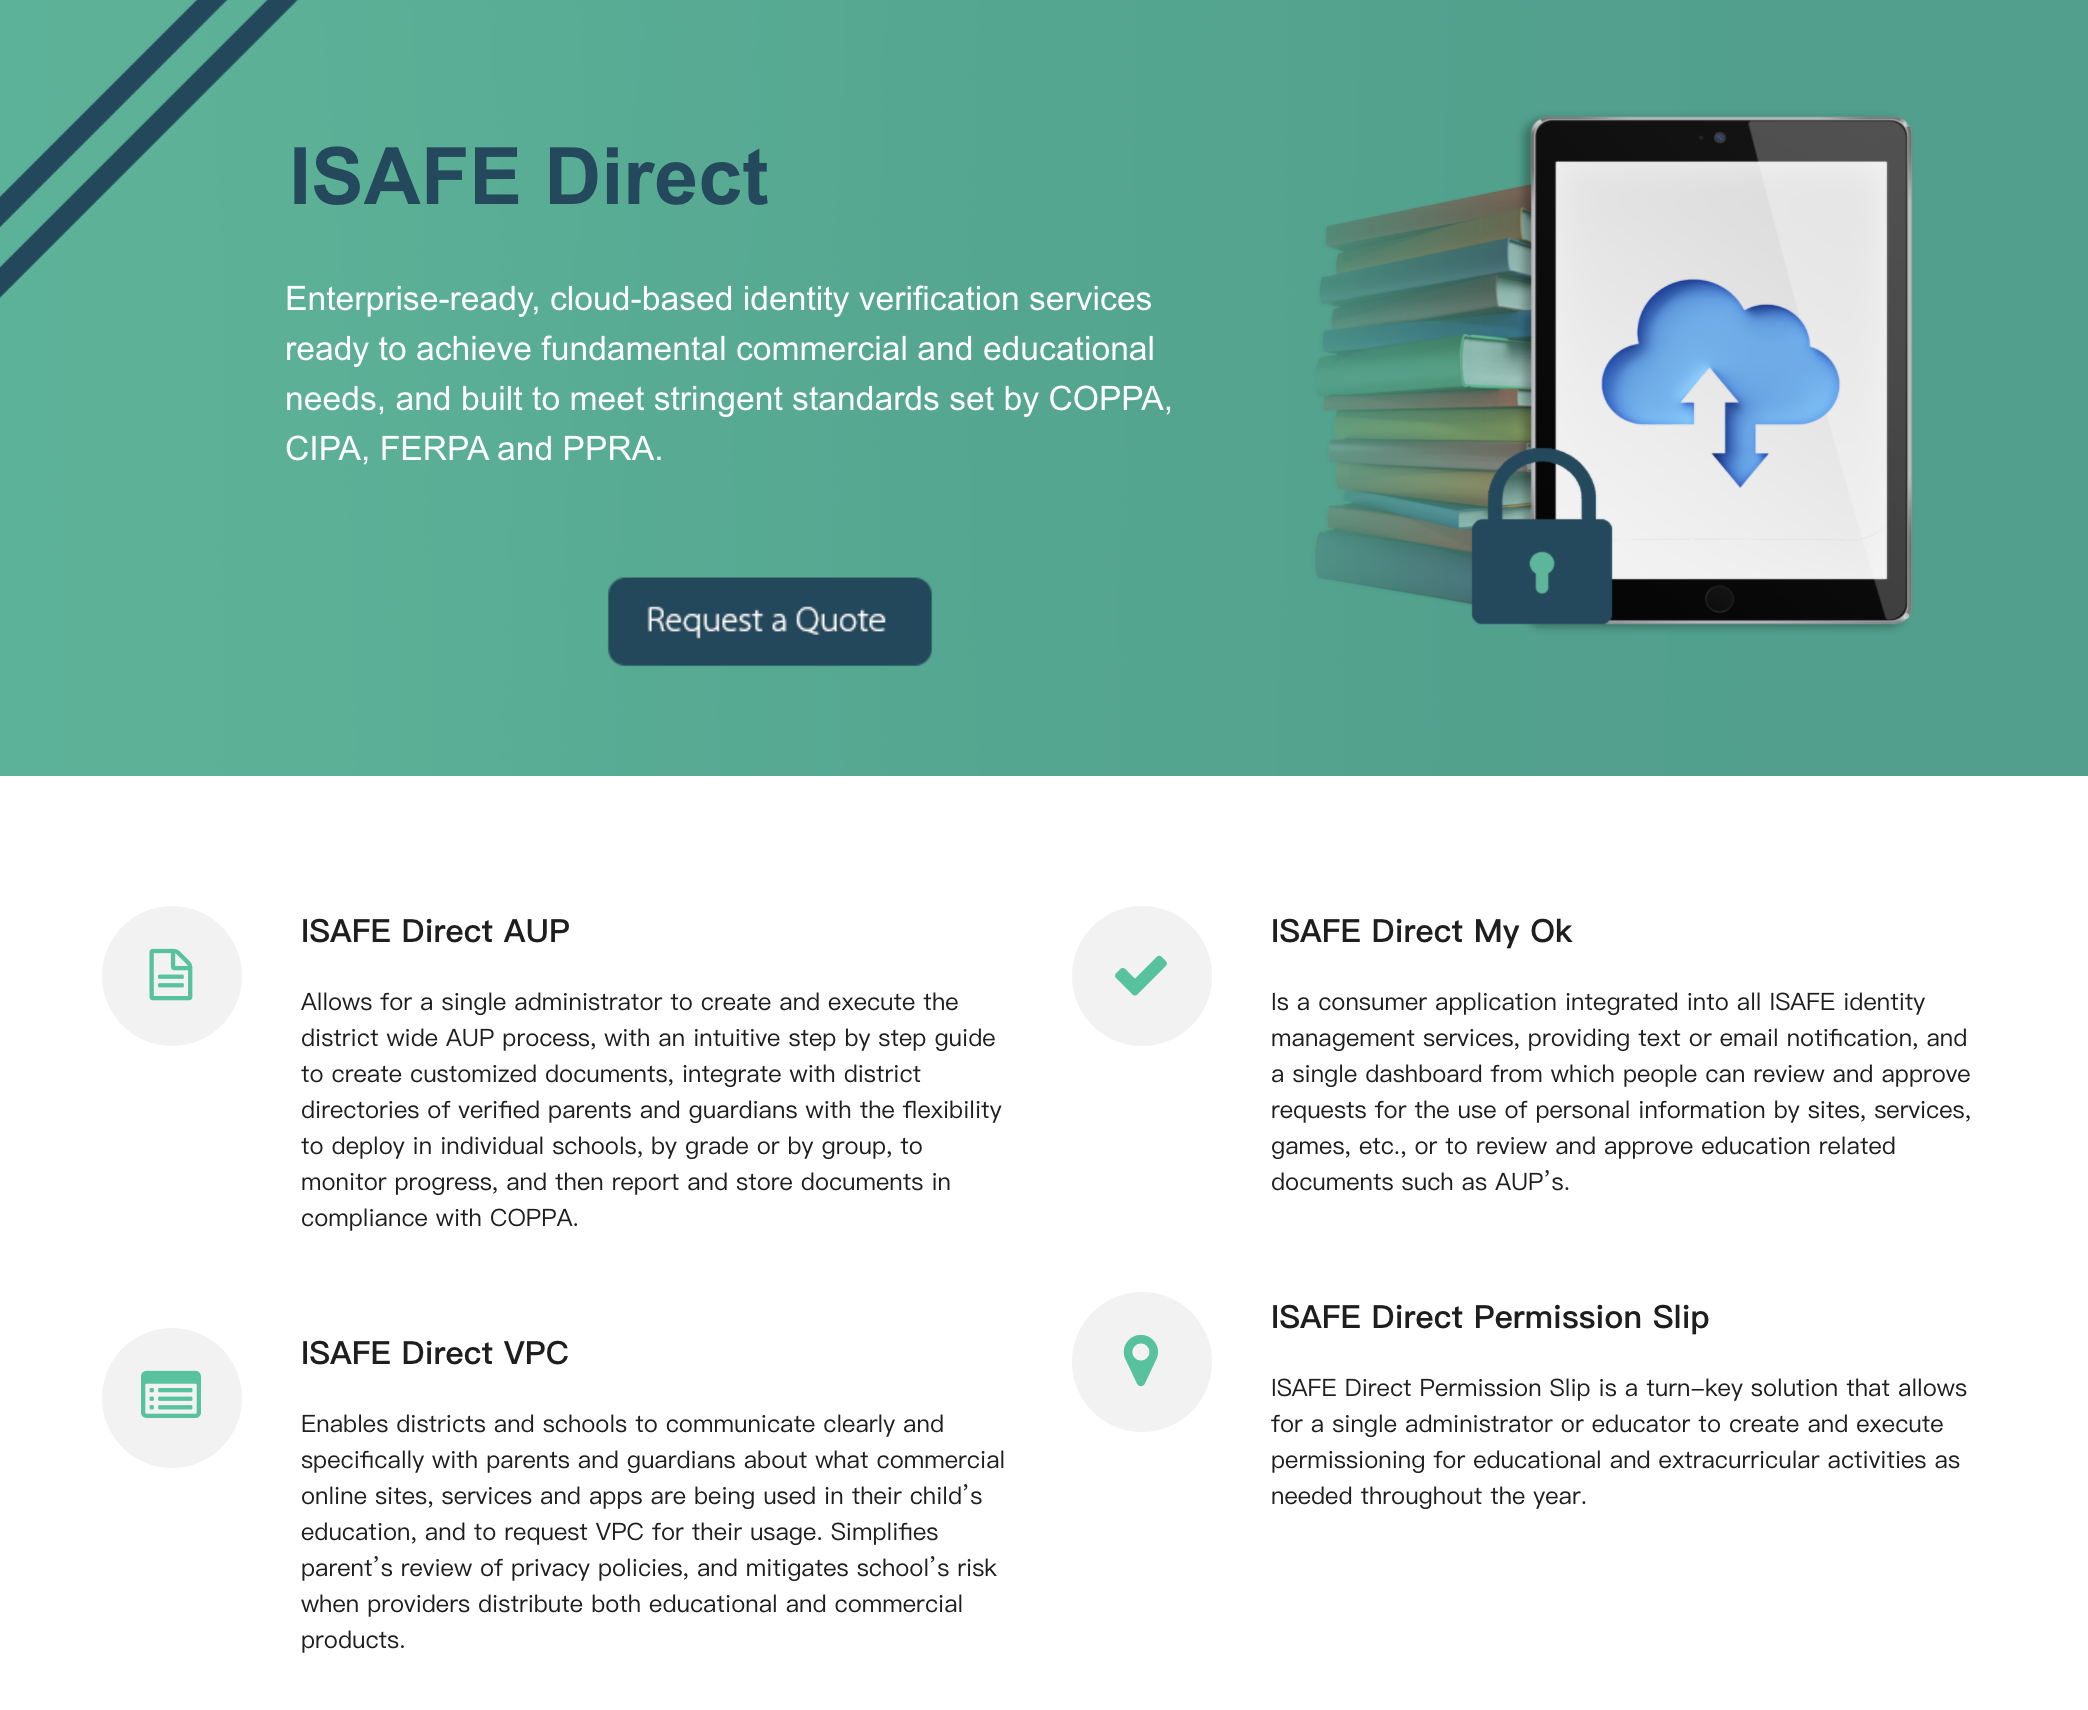 ISAFE Direct
Enterprise-ready, cloud-based identity verification services
ready to achieve fundamental commercial and educational
needs, and built to meet stringent standards set by COPPA,
CIPA, FERPA and PPRA.
Request a Quote
ISAFE Direct AUP
Allows for a single administrator to create and execute the
district wide AUP process, with an intuitive step by step guide
to create customized documents, integrate with district
directories of verified parents and guardians with the flexibility
to deploy in individual schools, by grade or by group, to
monitor progress, and then report and store documents in
compliance with COPPA.
ISAFE Direct My Ok
Is a consumer application integrated into all ISAFE identity
management services, providing text or email notification, and
a single dashboard from which people can review and approve
requests for the use of personal information by sites, services,
games, etc., or to review and approve education related
documents such as AUP’s.
ISAFE Direct VPC
Enables districts and schools to communicate clearly and
specifically with parents and guardians about what commercial
online sites, services and apps are being used in their child’s
education, and to request VPC for their usage. Simplifies
parent’s review of privacy policies, and mitigates school’s risk
when providers distribute both educational and commercial
products.
ISAFE Direct Permission Slip
ISAFE Direct Permission Slip is a turn–key solution that allows
for a single administrator or educator to create and execute
permissioning for educational and extracurricular activities as
needed throughout the year.